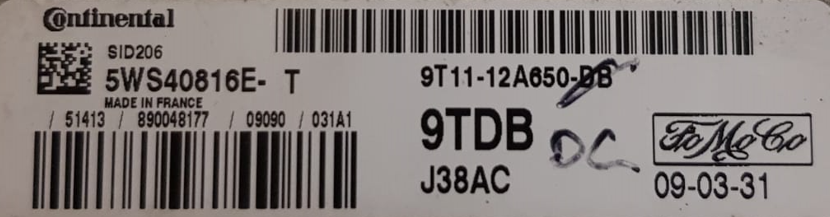 Continental
SID206
5WS40816E- T
MADE IN FRANCE
/ 51413 / 890048177 / 09090 / 031A1
9T11-12A650-DB
9TDB
DC
J38AC
FoMoCo
09-03-31